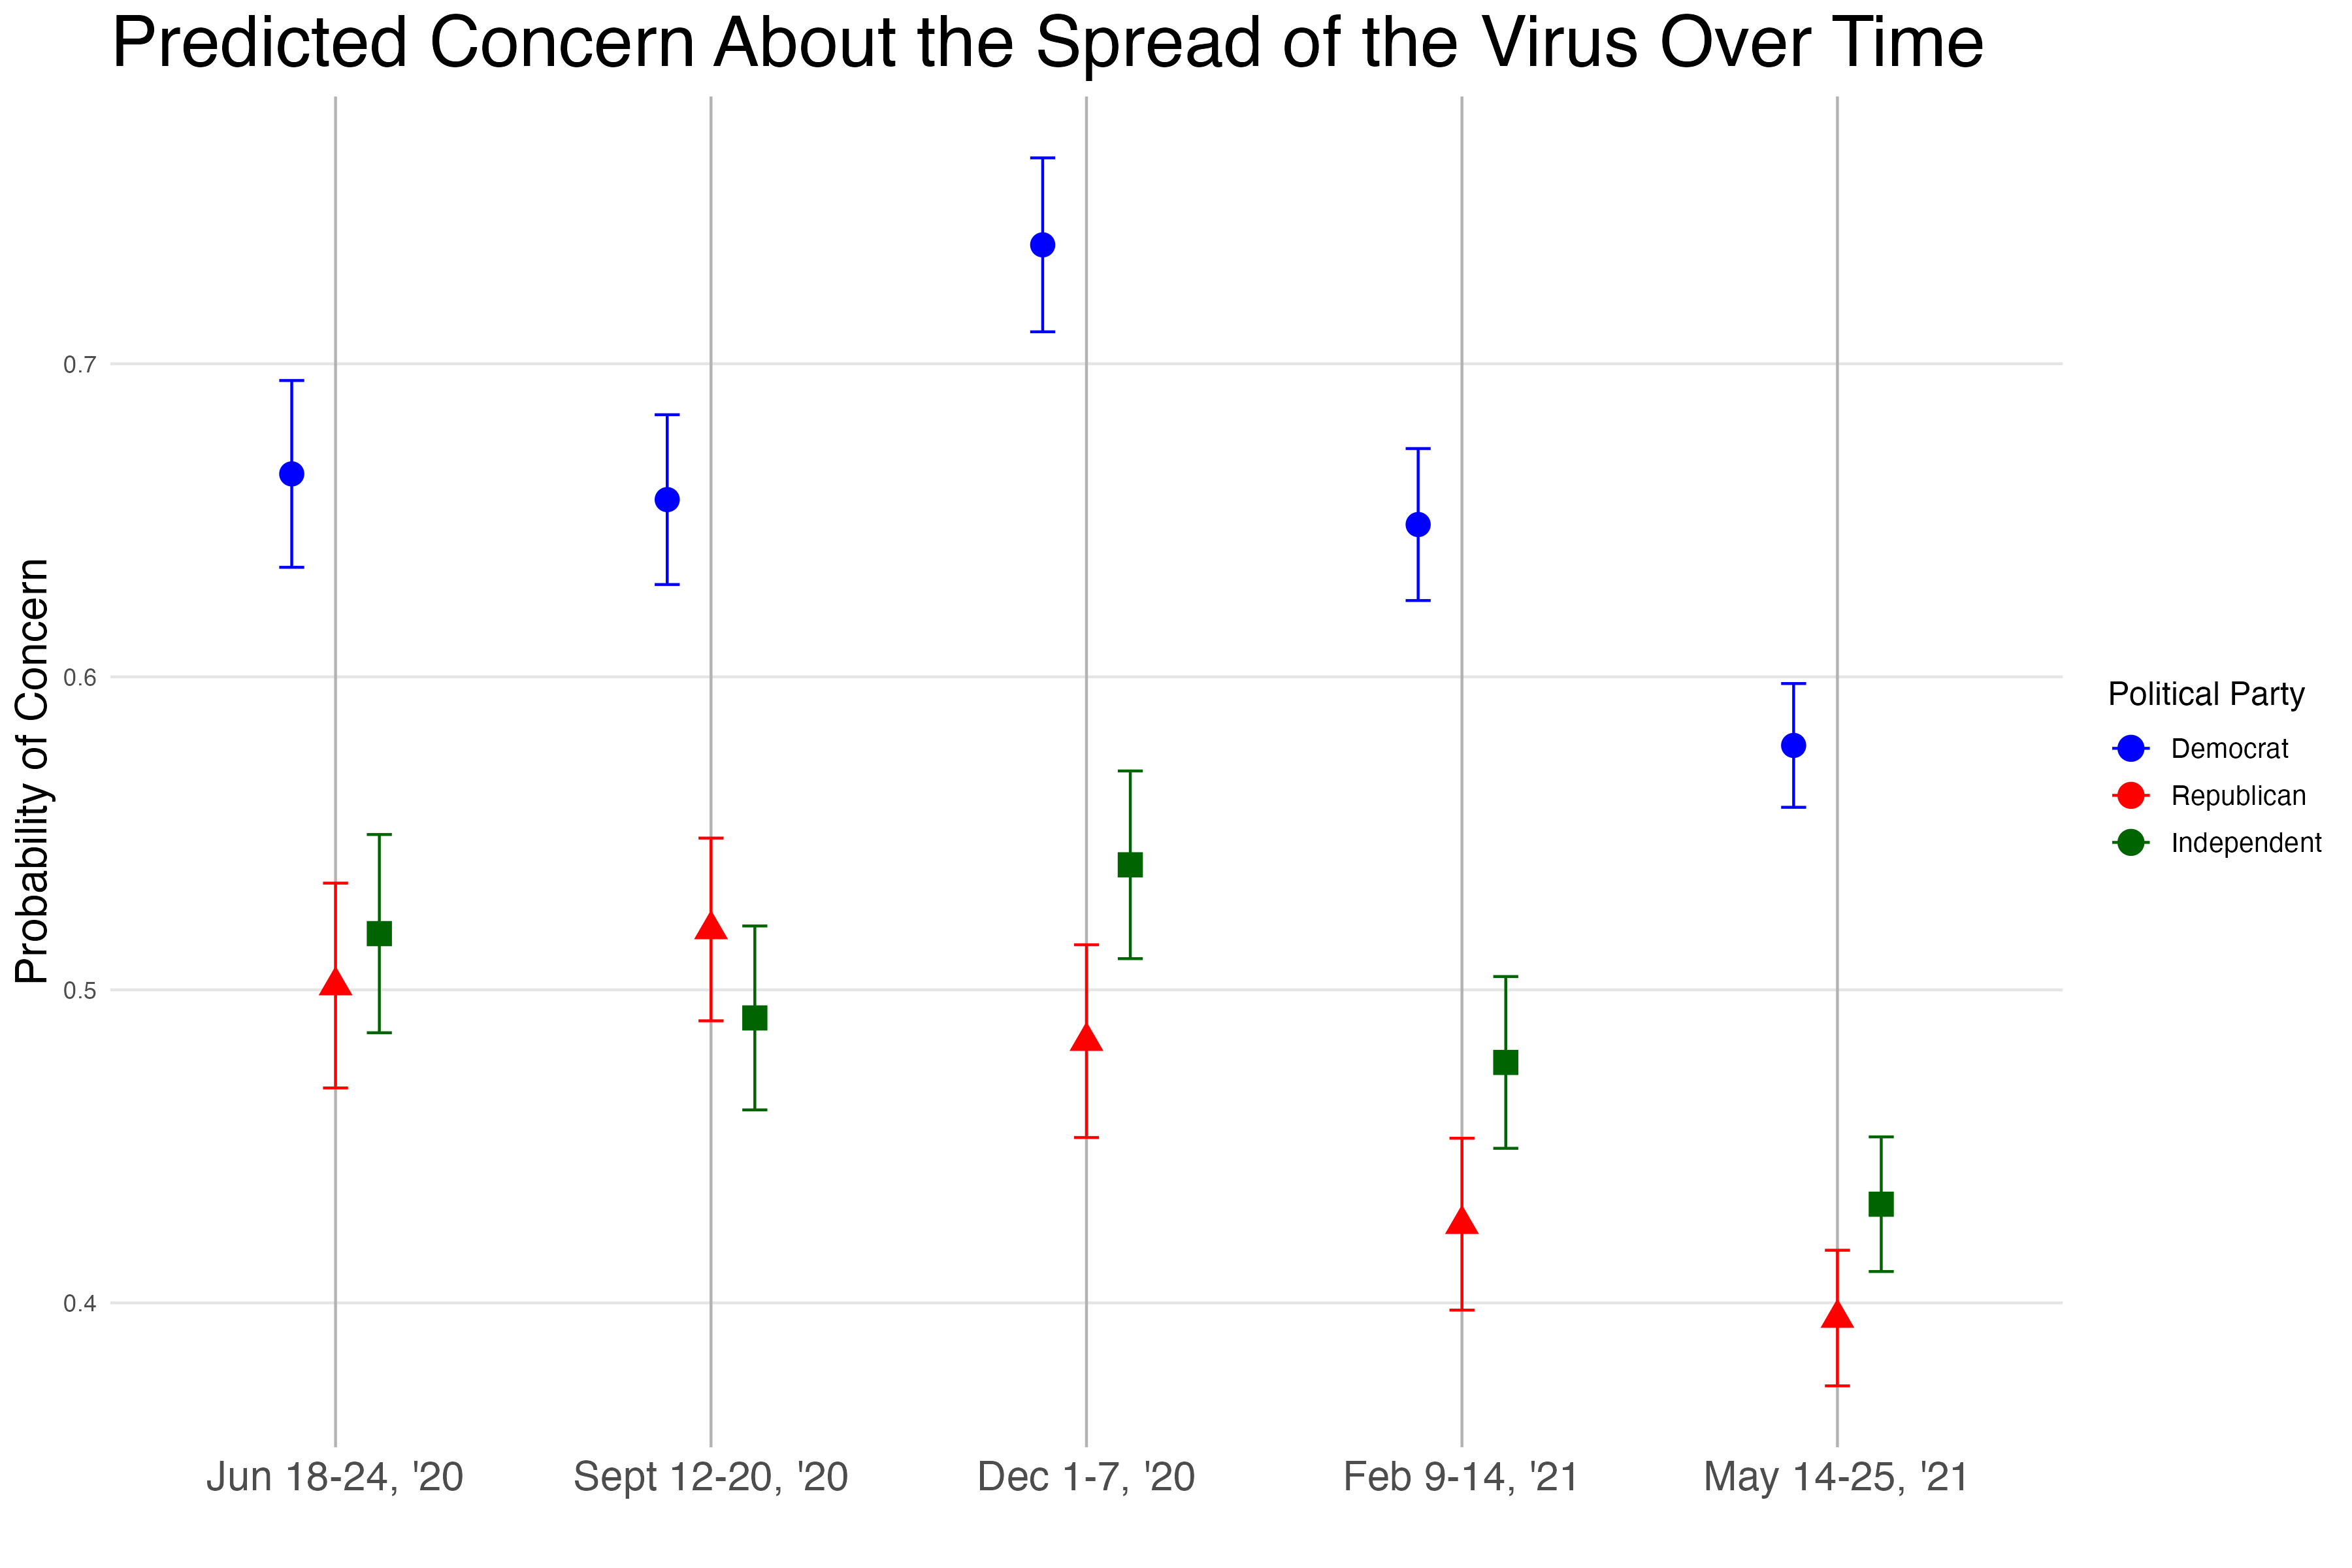 Predicted Concern About the Spread of the Virus Over Time
Probability of Concern
0.7
0.6
0.5
0.4
Jun 18-24, '20
Sept 12-20, '20
Dec 1-7, '20
Feb 9-14, '21
May 14-25, '21
Political Party
Democrat
Republican
Independent